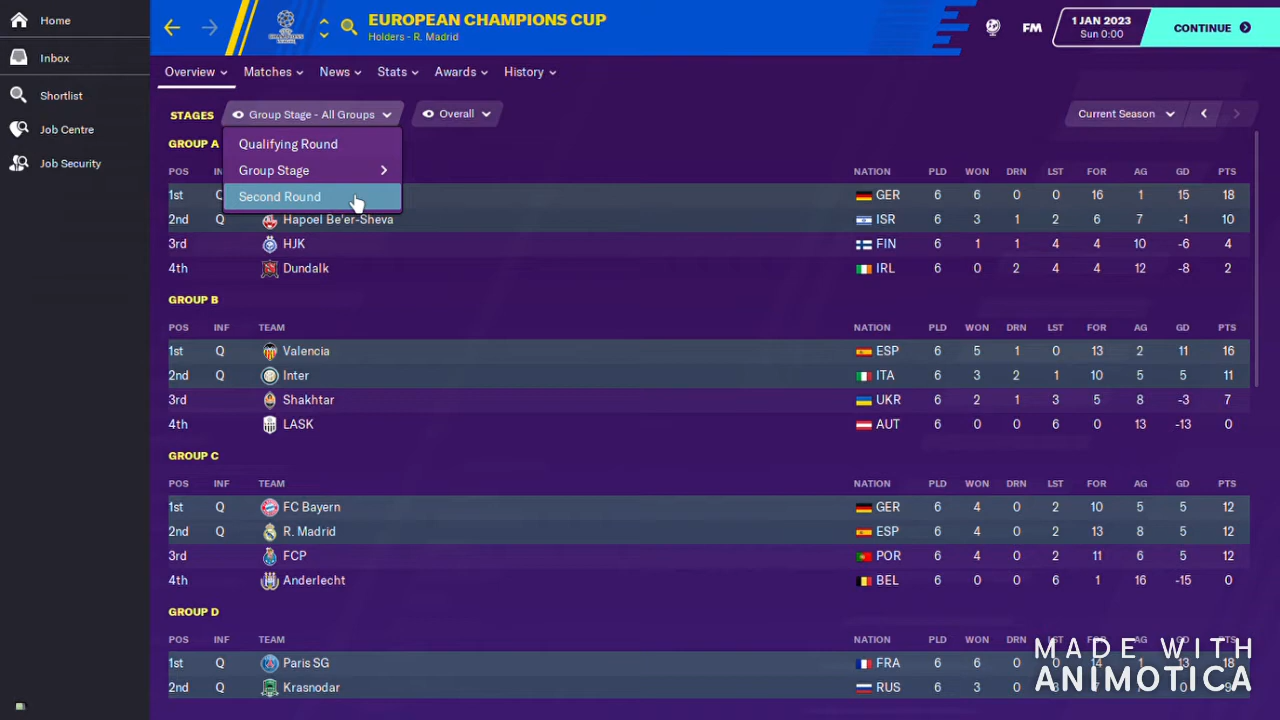 Home
Inbox
Shortlist
Job Centre
Job Security
EUROPEAN CHAMPIONS CUP
Holders - R. Madrid
FM
1 JAN 2023
Sun 0:00
CONTINUE
Overview Matches News Stats Awards History
STAGES Group Stage - All Groups Overall Current Season
Qualifying Round
Group Stage
Second Round
GROUP A
POS INF NATION PLD WON DRN LST FOR AG GD PTS
1st GER 6 6 0 0 16 1 15 18
2nd Q Hapoel Be'er-Sheva ISR 6 3 1 2 6 7 -1 10
3rd HJK FIN 6 1 1 4 4 10 -6 4
4th Dundalk IRL 6 0 2 4 4 12 -8 2
GROUP B
POS INF TEAM NATION PLD WON DRN LST FOR AG GD PTS
1st Q Valencia ESP 6 5 1 0 13 2 11 16
2nd Q Inter ITA 6 3 2 1 10 5 5 11
3rd Shakhtar UKR 6 2 1 3 5 8 -3 7
4th LASK AUT 6 0 0 6 0 13 -13 0
GROUP C
POS INF TEAM NATION PLD WON DRN LST FOR AG GD PTS
1st Q FC Bayern GER 6 4 0 2 10 5 5 12
2nd Q R. Madrid ESP 6 4 0 2 13 8 5 12
3rd FCP POR 6 4 0 2 11 6 5 12
4th Anderlecht BEL 6 0 0 6 1 16 -15 0
GROUP D
POS INF TEAM NATION PLD WON DRN LST FOR AG GD PTS
1st Q Paris SG FRA 6 6 0 0 14 1 13 18
2nd Q Krasnodar RUS 6 3 0 3 7 7 0 9
MADE WITH
ANIMOTICA